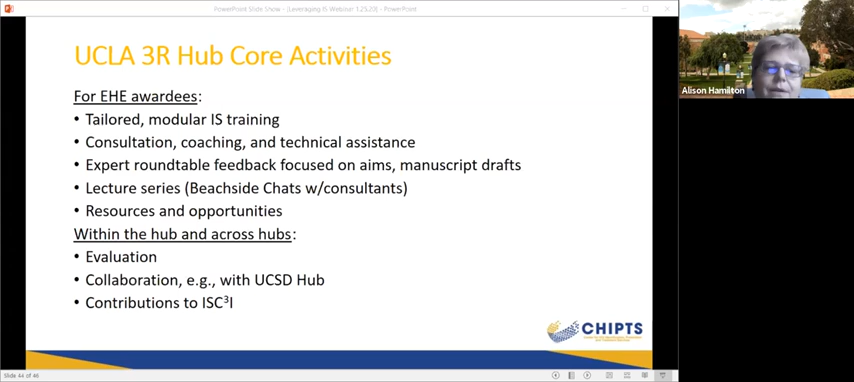 PowerPoint Slide Show - [Leveraging IS Webinar 1.25.20] - PowerPoint
UCLA 3R Hub Core Activities
For EHE awardees:
• Tailored, modular IS training
• Consultation, coaching, and technical assistance
• Expert roundtable feedback focused on aims, manuscript drafts
• Lecture series (Beachside Chats w/consultants)
• Resources and opportunities
Within the hub and across hubs:
• Evaluation
• Collaboration, e.g., with UCSD Hub
• Contributions to ISC³I
CHIPTS
Slide 44 of 46
Alison Hamilton